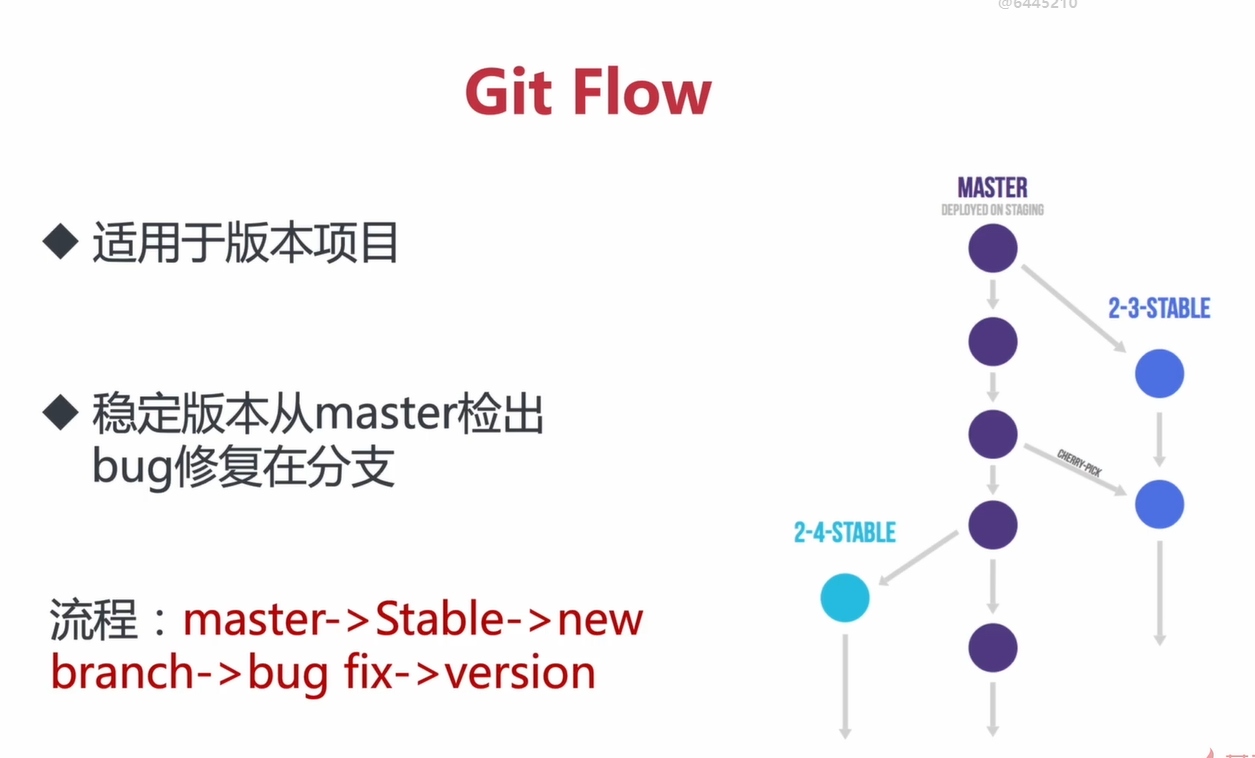 @6445210
Git Flow
◆ 适用于版本项目
◆ 稳定版本从master检出
bug修复在分支
流程：master->Stable->new
branch->bug fix->version
MASTER
DEPLOYED ON STAGING
2-3-STABLE
CHERRY-PICK
2-4-STABLE